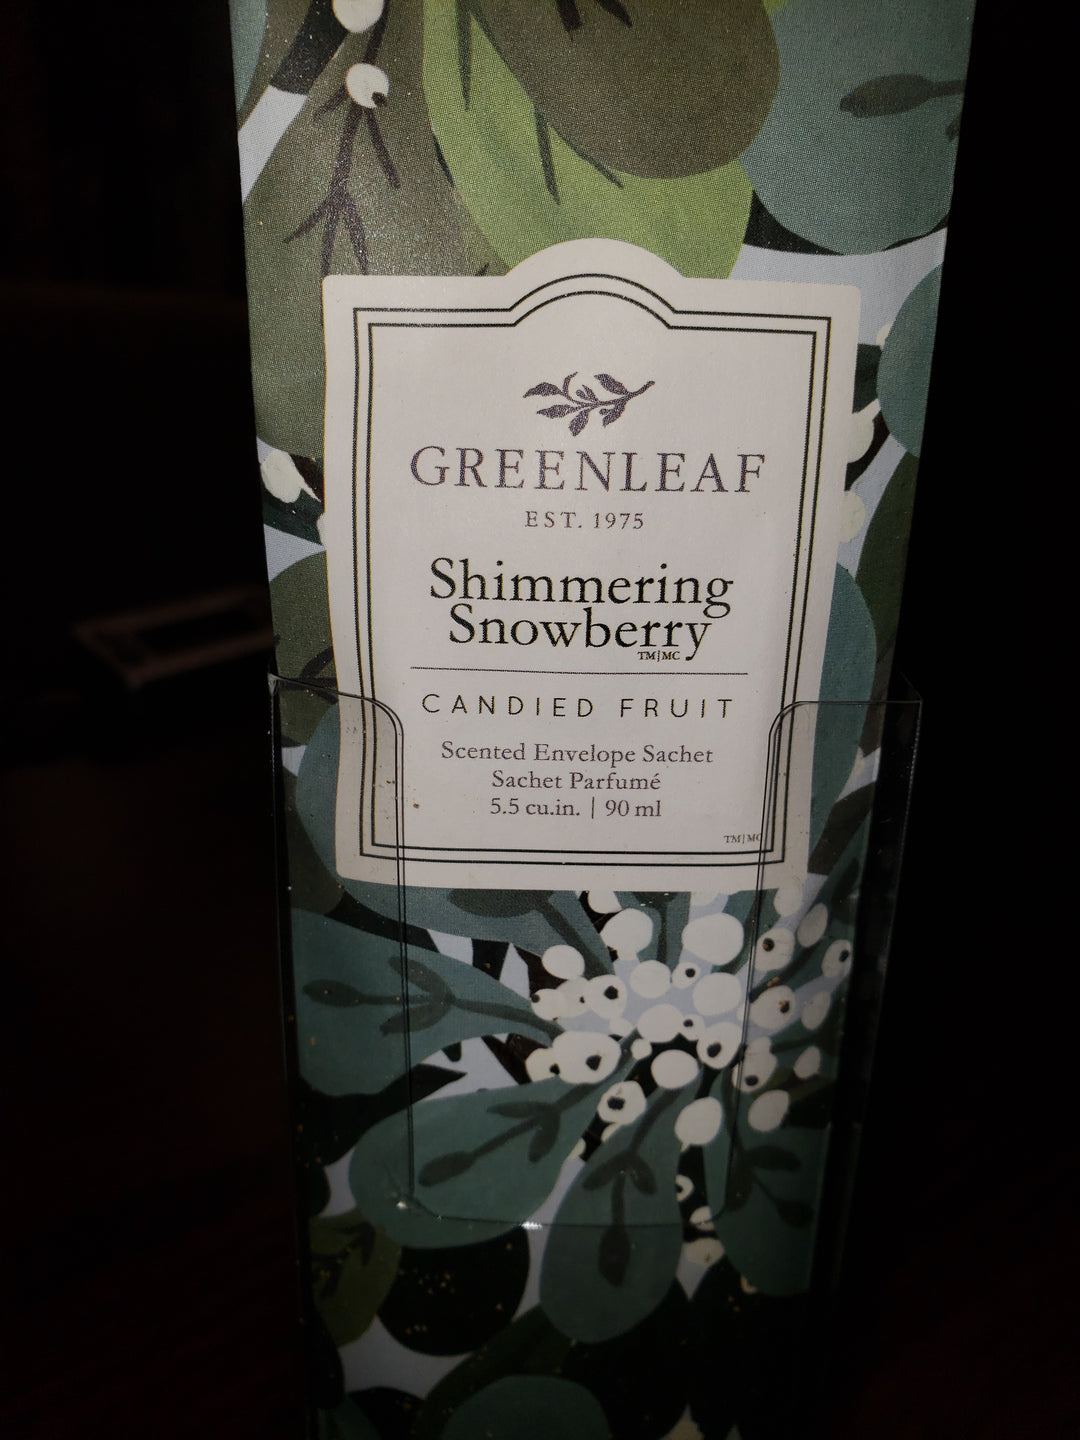 GREENLEAF
EST. 1975
Shimmering
Snowberry
TM|MC
CANDIED FRUIT
Scented Envelope Sachet
Sachet Parfumé
5.5 cu.in. | 90 ml
TM|MC